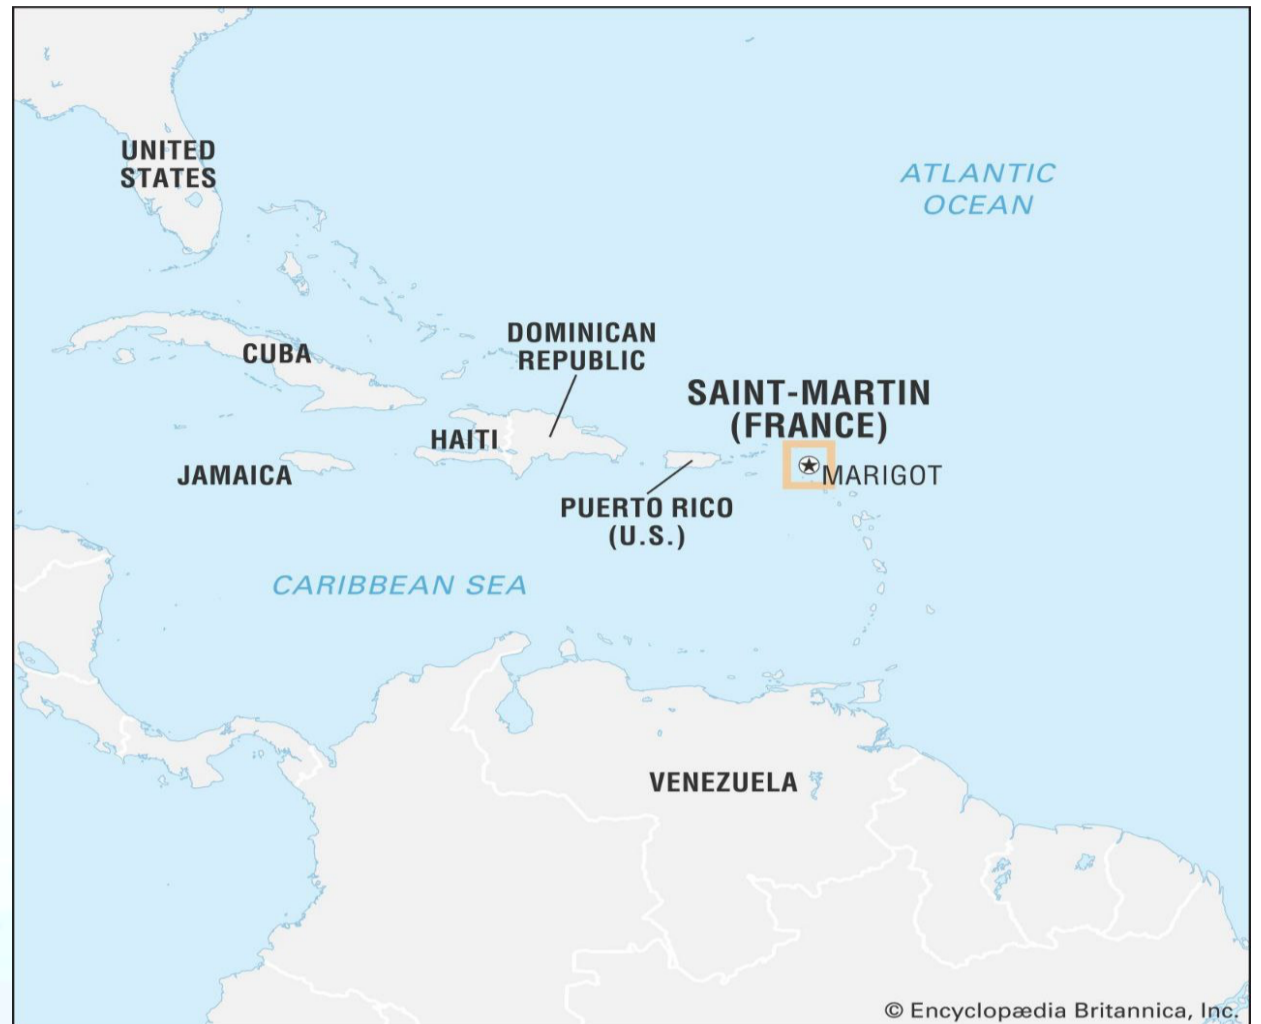 UNITED
STATES
ATLANTIC
OCEAN
CUBA
DOMINICAN
REPUBLIC
SAINT-MARTIN
(FRANCE)
HAITI
JAMAICA
MARIGOT
PUERTO RICO
(U.S.)
CARIBBEAN SEA
VENEZUELA
© Encyclopædia Britannica, Inc.